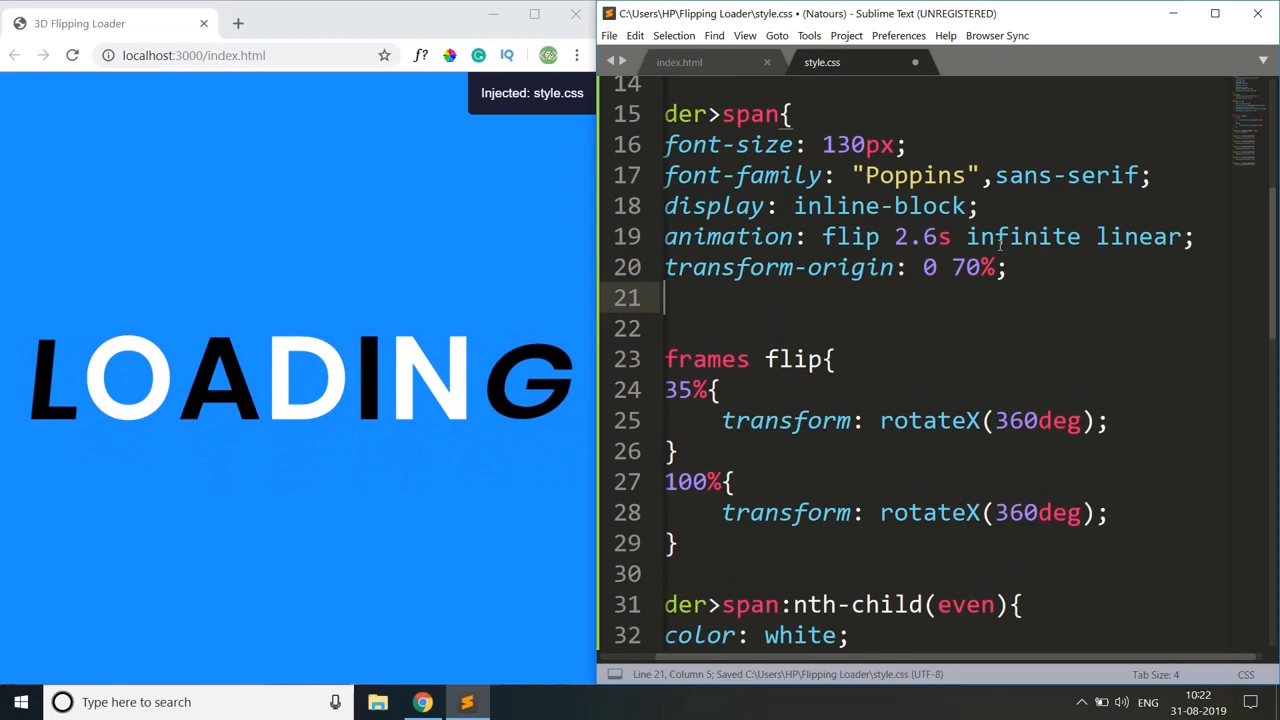 3D Flipping Loader
localhost:3000/index.html
f?
IQ
Injected: style.css
LOADING
C:\Users\HP\Flipping Loader\style.css • (Natours) - Sublime Text (UNREGISTERED)
File Edit Selection Find View Goto Tools Project Preferences Help Browser Sync
index.html style.css
14
15 der>span{
16 font-size: 130px;
17 font-family: "Poppins",sans-serif;
18 display: inline-block;
19 animation: flip 2.6s infinite linear;
20 transform-origin: 0 70%;
21
22
23 frames flip{
24 35%{
25 transform: rotateX(360deg);
26 }
27 100%{
28 transform: rotateX(360deg);
29 }
30
31 der>span:nth-child(even){
32 color: white;
Line 21, Column 5; Saved C:\Users\HP\Flipping Loader\style.css (UTF-8) Tab Size: 4 CSS
Type here to search
ENG
10:22
31-08-2019